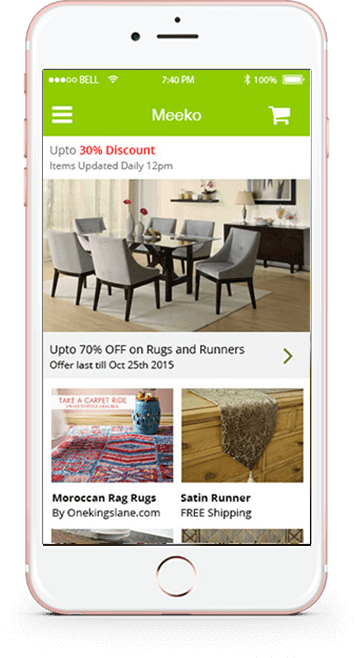 BELL 7:40 PM 100%
Meeko
Upto 30% Discount
Items Updated Daily 12pm
Upto 70% OFF on Rugs and Runners
Offer last till Oct 25th 2015
TAKE A CARPET RIDE
Moroccan Rag Rugs
By Onekingslane.com
Satin Runner
FREE Shipping